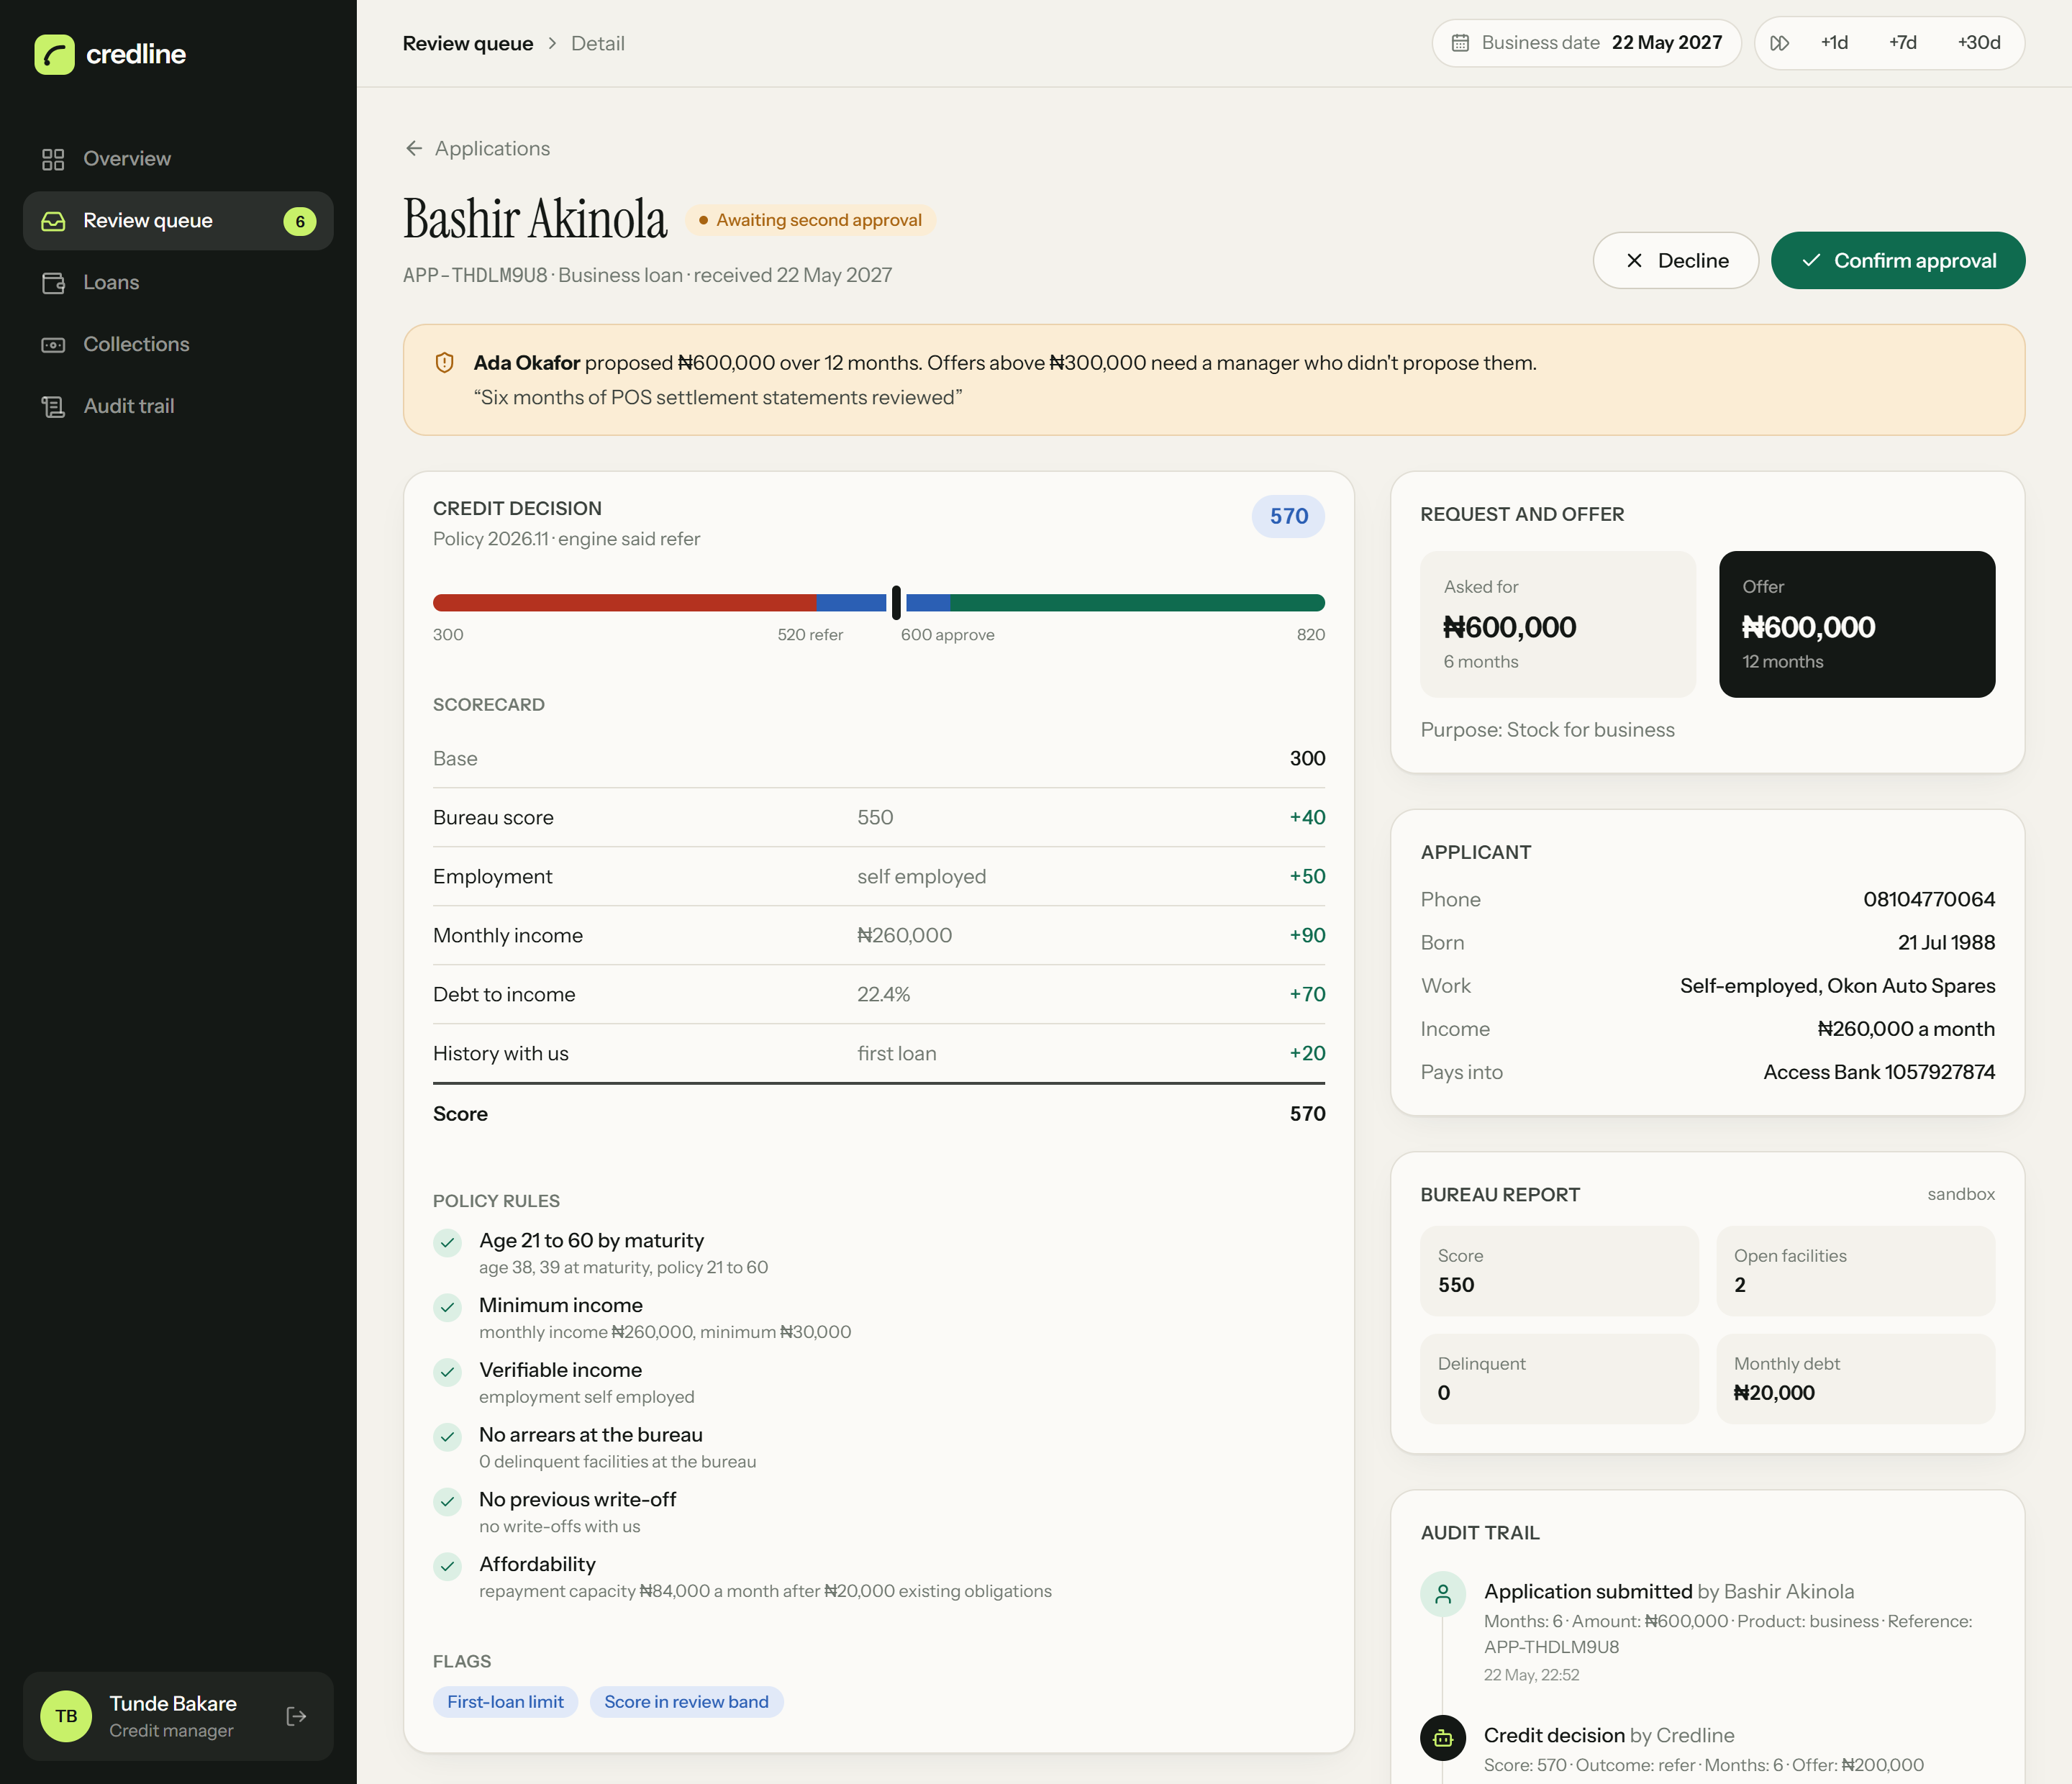 credline
Overview
Review queue 6
Loans
Collections
Audit trail
TB
Tunde Bakare
Credit manager
Review queue > Detail
Business date 22 May 2027
+1d +7d +30d
Applications
Bashir Akinola
Awaiting second approval
APP-THDLM9U8 · Business loan · received 22 May 2027
Decline
Confirm approval
Ada Okafor proposed ₦600,000 over 12 months. Offers above ₦300,000 need a manager who didn't propose them.
“Six months of POS settlement statements reviewed”
CREDIT DECISION
Policy 2026.11 · engine said refer
570
300 520 refer 600 approve 820
SCORECARD
Base 300
Bureau score 550 +40
Employment self employed +50
Monthly income ₦260,000 +90
Debt to income 22.4% +70
History with us first loan +20
Score 570
POLICY RULES
Age 21 to 60 by maturity
age 38, 39 at maturity, policy 21 to 60
Minimum income
monthly income ₦260,000, minimum ₦30,000
Verifiable income
employment self employed
No arrears at the bureau
0 delinquent facilities at the bureau
No previous write-off
no write-offs with us
Affordability
repayment capacity ₦84,000 a month after ₦20,000 existing obligations
FLAGS
First-loan limit
Score in review band
REQUEST AND OFFER
Asked for
₦600,000
6 months
Offer
₦600,000
12 months
Purpose: Stock for business
APPLICANT
Phone 08104770064
Born 21 Jul 1988
Work Self-employed, Okon Auto Spares
Income ₦260,000 a month
Pays into Access Bank 1057927874
BUREAU REPORT sandbox
Score
550
Open facilities
2
Delinquent
0
Monthly debt
₦20,000
AUDIT TRAIL
Application submitted by Bashir Akinola
Months: 6 · Amount: ₦600,000 · Product: business · Reference:
APP-THDLM9U8
22 May, 22:52
Credit decision by Credline
Score: 570 · Outcome: refer · Months: 6 · Offer: ₦200,000